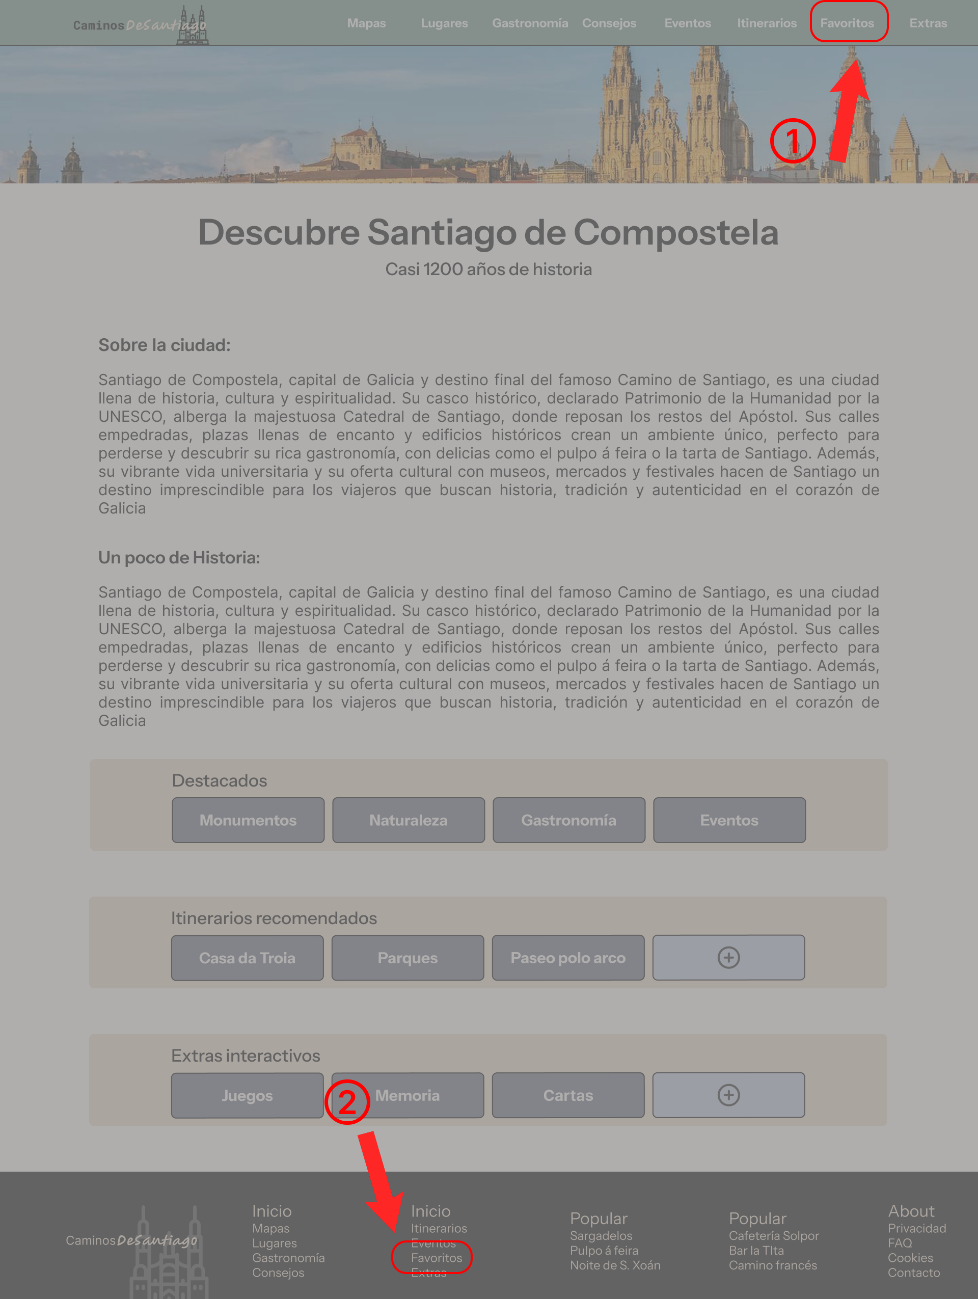 CaminosDeSantiago
Mapas Lugares Gastronomía Consejos Eventos Itinerarios Favoritos Extras
1
Descubre Santiago de Compostela
Casi 1200 años de historia
Sobre la ciudad:
Santiago de Compostela, capital de Galicia y destino final del famoso Camino de Santiago, es una ciudad
llena de historia, cultura y espiritualidad. Su casco histórico, declarado Patrimonio de la Humanidad por la
UNESCO, alberga la majestuosa Catedral de Santiago, donde reposan los restos del Apóstol. Sus calles
empedradas, plazas llenas de encanto y edificios históricos crean un ambiente único, perfecto para
perderse y descubrir su rica gastronomía, con delicias como el pulpo á feira o la tarta de Santiago. Además,
su vibrante vida universitaria y su oferta cultural con museos, mercados y festivales hacen de Santiago un
destino imprescindible para los viajeros que buscan historia, tradición y autenticidad en el corazón de
Galicia
Un poco de Historia:
Santiago de Compostela, capital de Galicia y destino final del famoso Camino de Santiago, es una ciudad
llena de historia, cultura y espiritualidad. Su casco histórico, declarado Patrimonio de la Humanidad por la
UNESCO, alberga la majestuosa Catedral de Santiago, donde reposan los restos del Apóstol. Sus calles
empedradas, plazas llenas de encanto y edificios históricos crean un ambiente único, perfecto para
perderse y descubrir su rica gastronomía, con delicias como el pulpo á feira o la tarta de Santiago. Además,
su vibrante vida universitaria y su oferta cultural con museos, mercados y festivales hacen de Santiago un
destino imprescindible para los viajeros que buscan historia, tradición y autenticidad en el corazón de
Galicia
Destacados
Monumentos Naturaleza Gastronomía Eventos
Itinerarios recomendados
Casa da Troia Parques Paseo polo arco
Extras interactivos
Juegos Memoria Cartas
2
CaminosDeSantiago
Inicio
Mapas
Lugares
Gastronomía
Consejos
Inicio
Itinerarios
Eventos
Favoritos
Extras
Popular
Sargadelos
Pulpo á feira
Noite de S. Xoán
Popular
Cafetería Solpor
Bar la TIta
Camino francés
About
Privacidad
FAQ
Cookies
Contacto